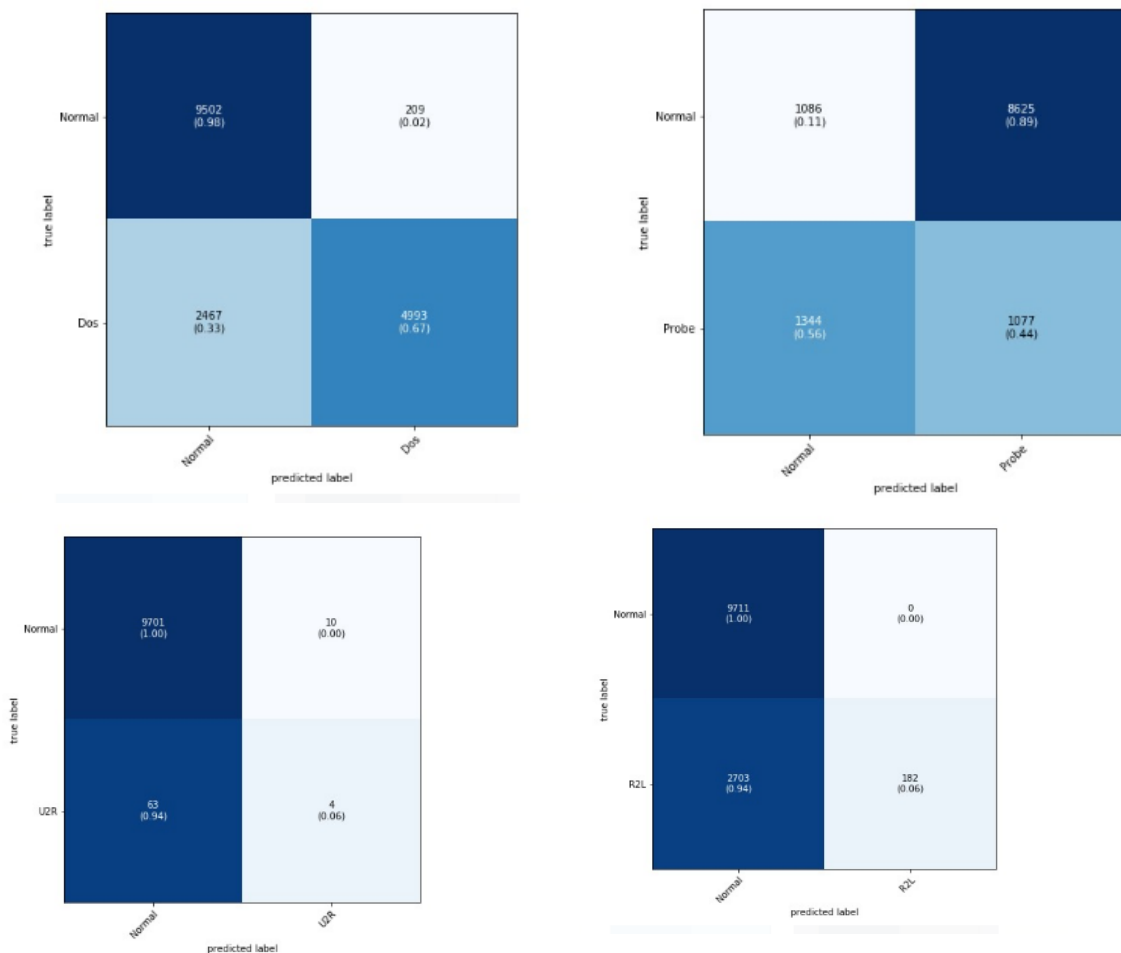 9502
(0.98)
209
(0.02)
2467
(0.33)
4993
(0.67)
Normal
Dos
true label
Normal
Dos
predicted label
1086
(0.11)
8625
(0.89)
1344
(0.56)
1077
(0.44)
Normal
Probe
true label
Normal
Probe
predicted label
9701
(1.00)
10
(0.00)
63
(0.94)
4
(0.06)
Normal
U2R
true label
Normal
U2R
predicted label
9711
(1.00)
0
(0.00)
2703
(0.94)
182
(0.06)
Normal
R2L
true label
Normal
R2L
predicted label